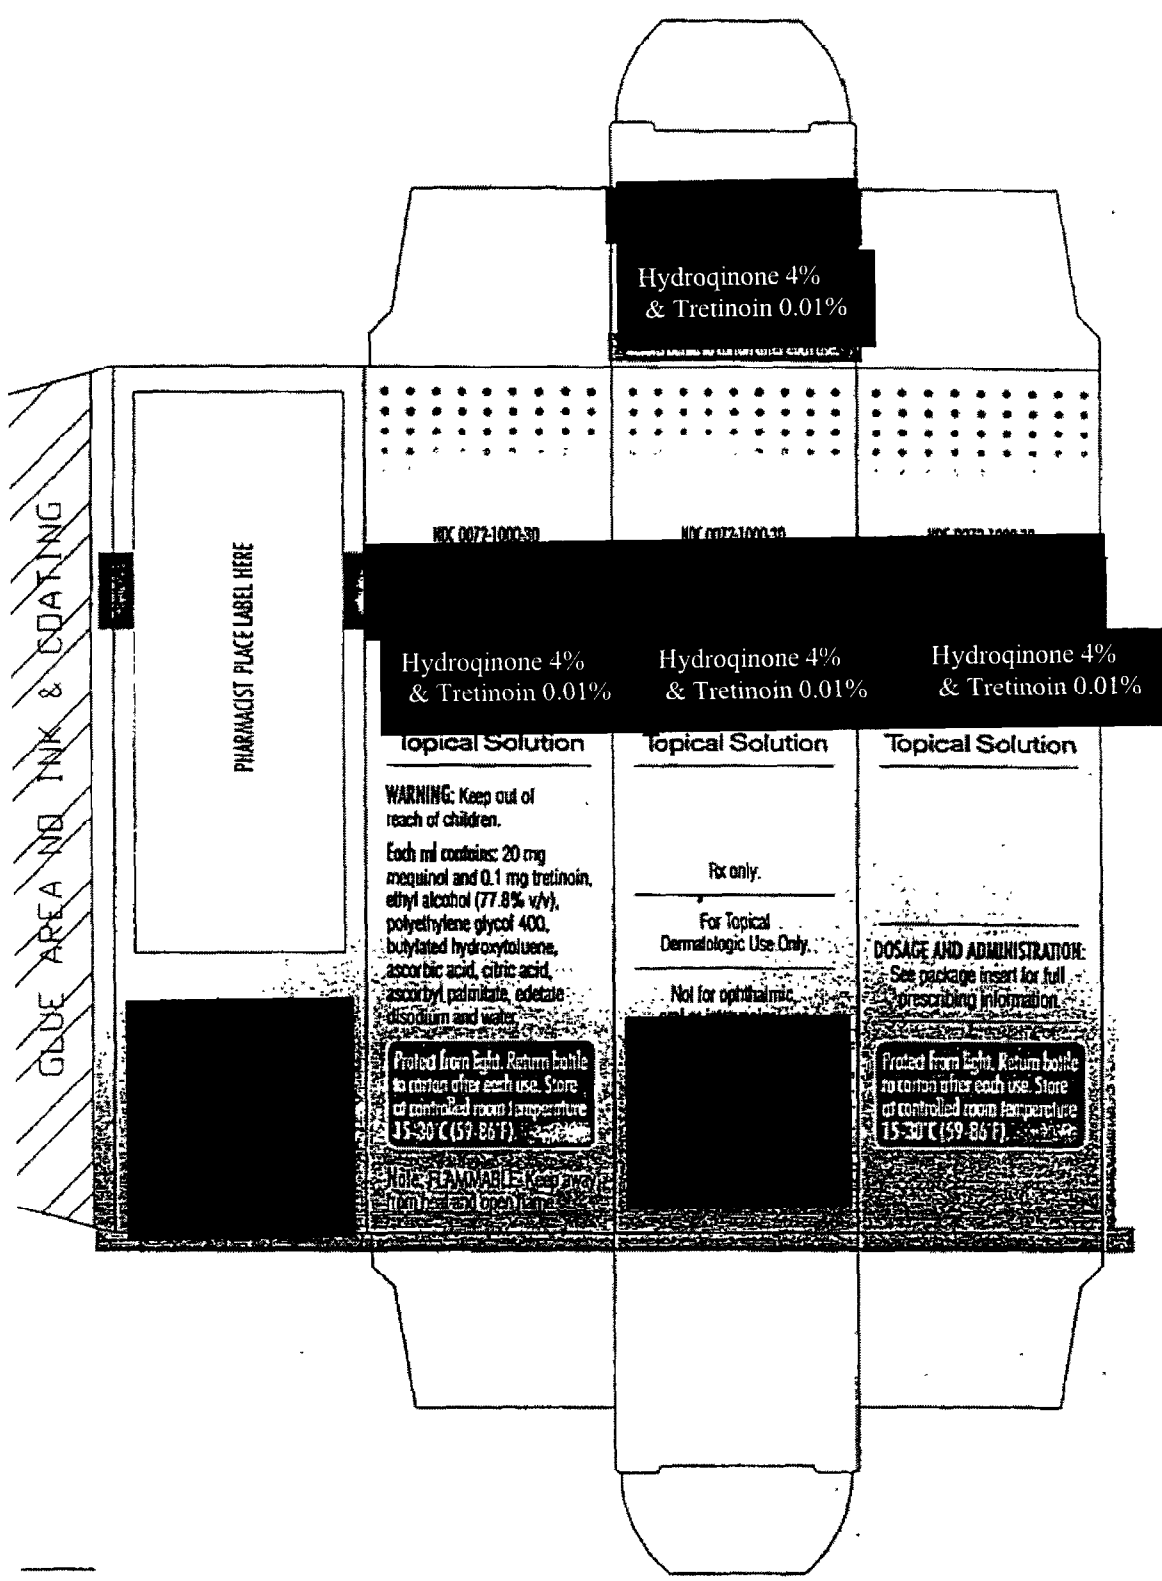 Hydroqinone 4%
& Tretinoin 0.01%
GLUE AREA NO INK & COATING
PHARMACIST PLACE LABEL HERE
NDC 0072-1000-30
Hydroqinone 4%
& Tretinoin 0.01%
Topical Solution
WARNING: Keep out of
reach of children.
Each ml contains: 20 mg
mequinol and 0.1 mg tretinoin,
ethyl alcohol (77.8% v/v),
polyethylene glycol 400,
butylated hydroxytoluene,
ascorbic acid, citric acid,
ascorbyl palmitate, edetate
disodium and water.
Protect from light. Return bottle
to carton after each use. Store
at controlled room temperature
15-30°C (59-86°F).
Note: FLAMMABLE-Keep away
from heat and open flame
NDC 0072-1000-30
Hydroqinone 4%
& Tretinoin 0.01%
Topical Solution
Rx only.
For Topical
Dermatologic Use Only.
Not for ophthalmic,
NDC 0072-1000-30
Hydroqinone 4%
& Tretinoin 0.01%
Topical Solution
DOSAGE AND ADMINISTRATION:
See package insert for full
prescribing information.
Protect from light. Return bottle
to carton after each use. Store
at controlled room temperature
15-30°C (59-86°F).